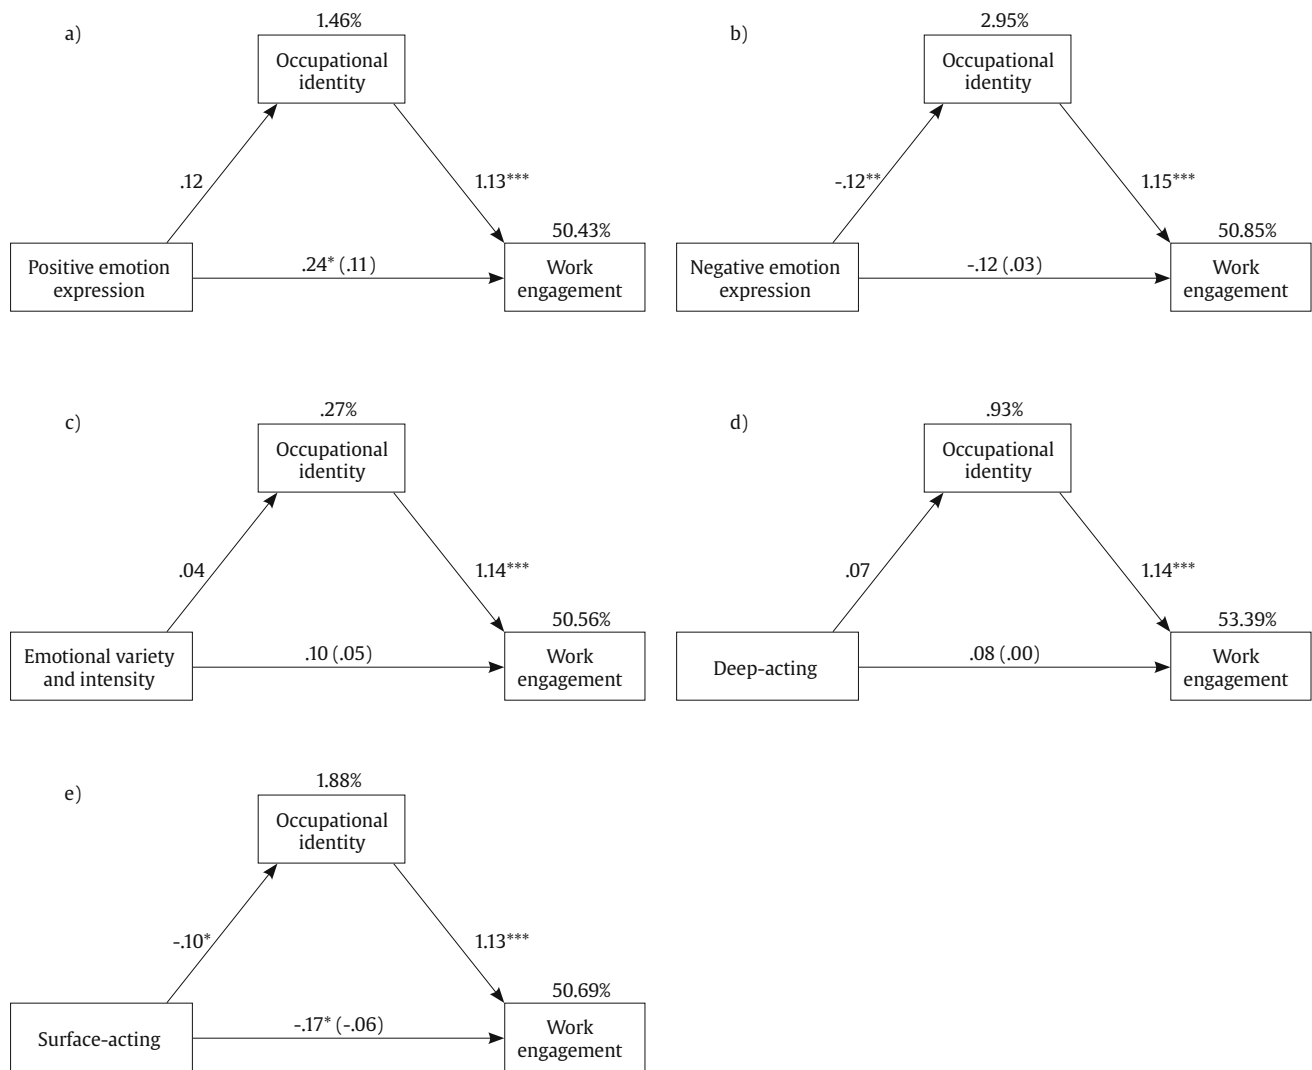 a)
1.46%
Occupational
identity
.12
1.13***
50.43%
Positive emotion
expression
.24* (.11)
Work
engagement
b)
2.95%
Occupational
identity
-.12**
1.15***
50.85%
Negative emotion
expression
-.12 (.03)
Work
engagement
c)
.27%
Occupational
identity
.04
1.14***
50.56%
Emotional variety
and intensity
.10 (.05)
Work
engagement
d)
.93%
Occupational
identity
.07
1.14***
53.39%
Deep-acting
.08 (.00)
Work
engagement
e)
1.88%
Occupational
identity
-.10*
1.13***
50.69%
Surface-acting
-.17* (-.06)
Work
engagement